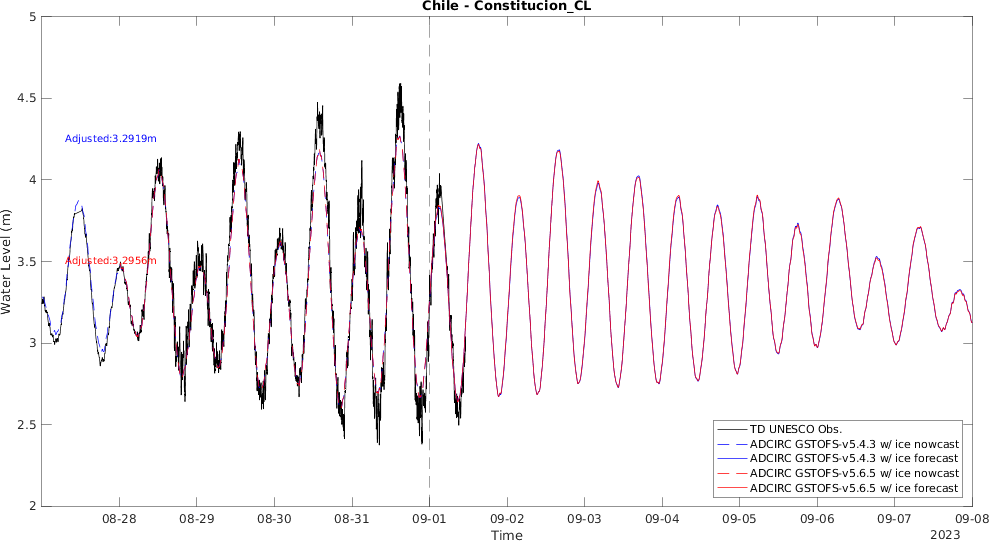 Chile - Constitucion_CL
5
4.5
4
3.5
3
2.5
2
Water Level (m)
Adjusted:3.2919m
Adjusted:3.2956m
TD UNESCO Obs.
ADCIRC GSTOFS-v5.4.3 w/ ice nowcast
ADCIRC GSTOFS-v5.4.3 w/ ice forecast
ADCIRC GSTOFS-v5.6.5 w/ ice nowcast
ADCIRC GSTOFS-v5.6.5 w/ ice forecast
08-28 08-29 08-30 08-31 09-01 09-02 09-03 09-04 09-05 09-06 09-07 09-08
Time
2023